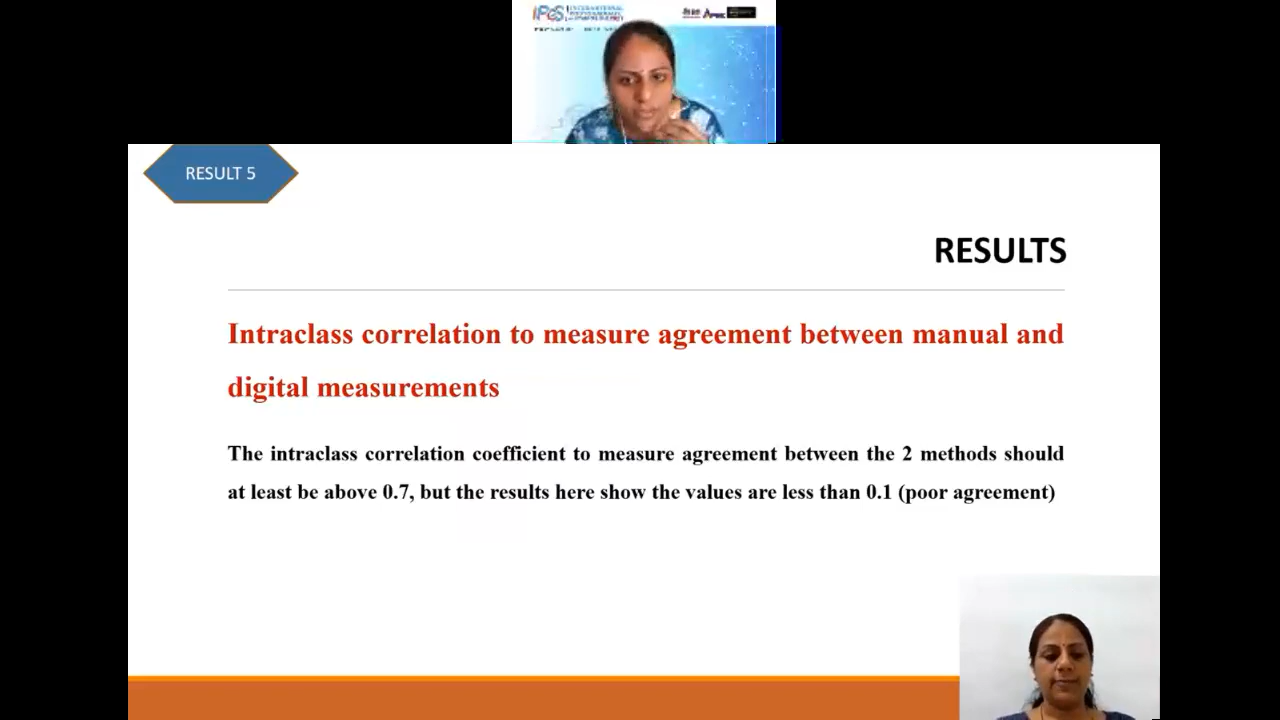 IPCS
INTERNATIONAL
RESULT 5
RESULTS
Intraclass correlation to measure agreement between manual and
digital measurements
The intraclass correlation coefficient to measure agreement between the 2 methods should
at least be above 0.7, but the results here show the values are less than 0.1 (poor agreement)